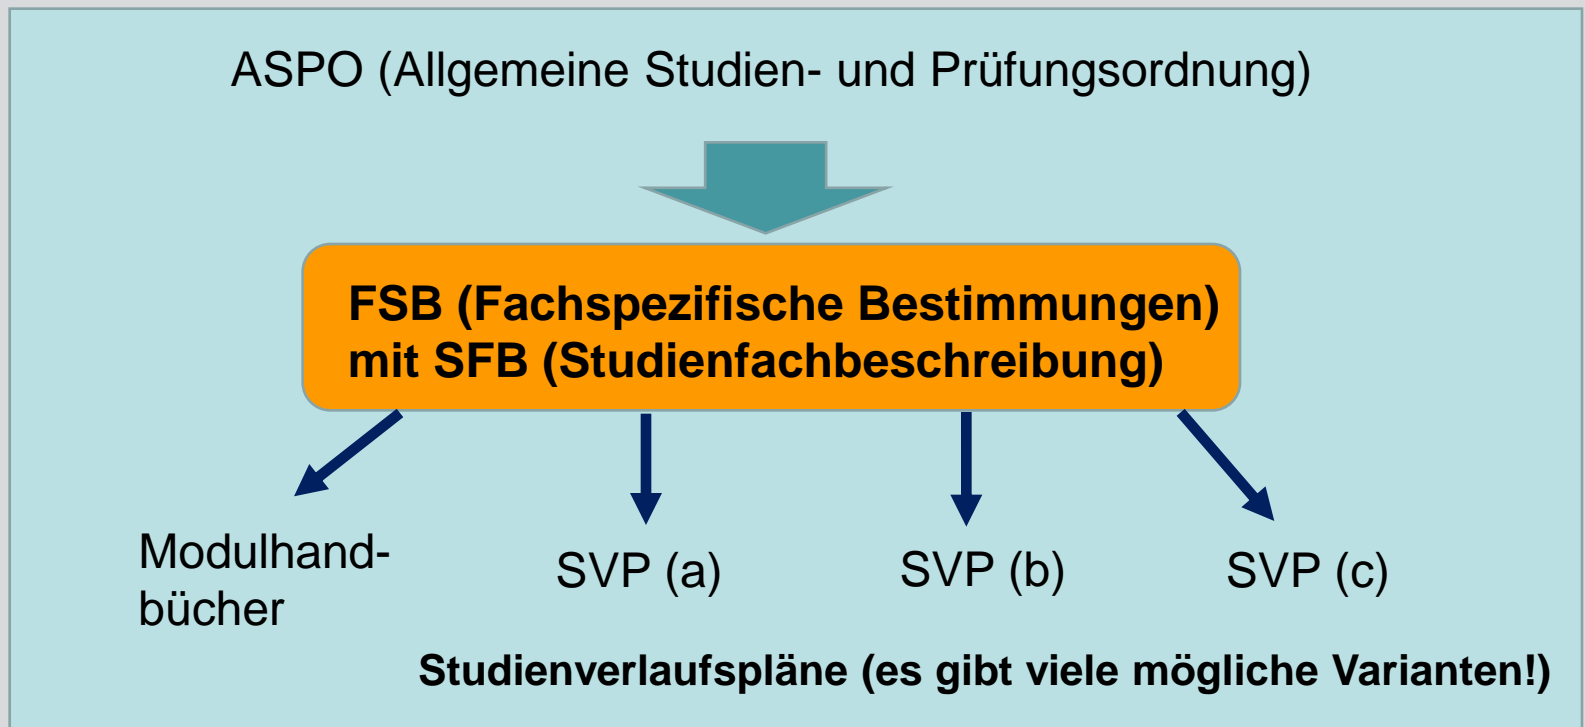 ASPO (Allgemeine Studien- und Prüfungsordnung)
FSB (Fachspezifische Bestimmungen)
mit SFB (Studienfachbeschreibung)
Modulhand-
bücher
SVP (a)
SVP (b)
SVP (c)
Studienverlaufspläne (es gibt viele mögliche Varianten!)